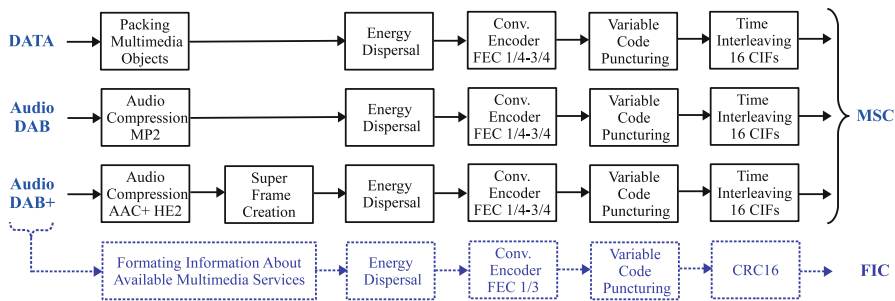 DATA
Packing
Multimedia
Objects
Energy
Dispersal
Conv.
Encoder
FEC 1/4-3/4
Variable
Code
Puncturing
Time
Interleaving
16 CIFs
Audio
DAB
Audio
Compression
MP2
Energy
Dispersal
Conv.
Encoder
FEC 1/4-3/4
Variable
Code
Puncturing
Time
Interleaving
16 CIFs
MSC
Audio
DAB+
Audio
Compression
AAC+ HE2
Super
Frame
Creation
Energy
Dispersal
Conv.
Encoder
FEC 1/4-3/4
Variable
Code
Puncturing
Time
Interleaving
16 CIFs
Formating Information About
Available Multimedia Services
Energy
Dispersal
Conv.
Encoder
FEC 1/3
Variable
Code
Puncturing
CRC16
FIC